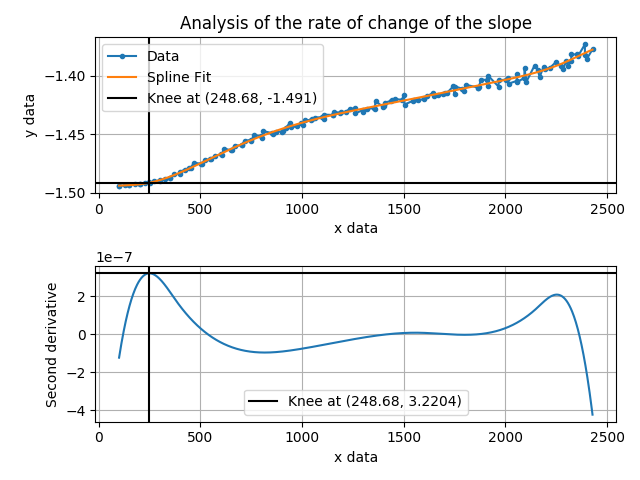 Analysis of the rate of change of the slope
Data
Spline Fit
Knee at (248.68, -1.491)
−1.40
−1.45
−1.50
y data
0 500 1000 1500 2000 2500
x data
1e−7
2
0
−2
−4
Second derivative
Knee at (248.68, 3.2204)
0 500 1000 1500 2000 2500
x data